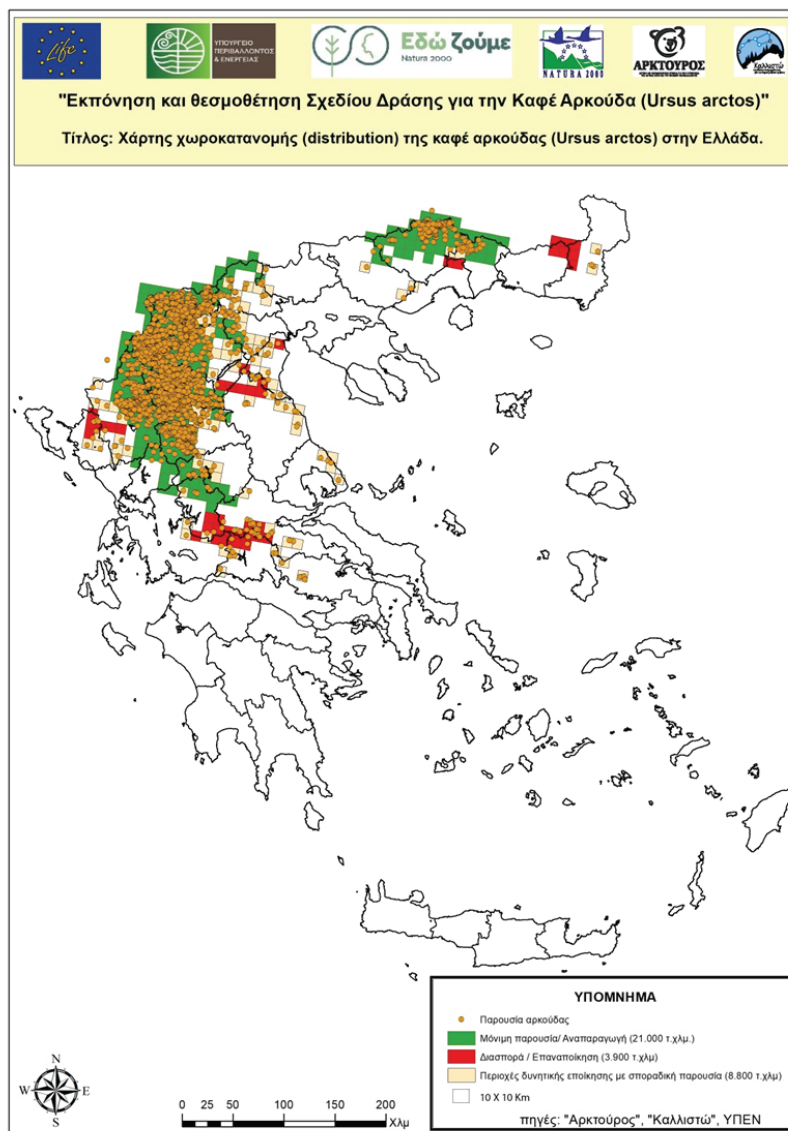 Life
ΥΠΟΥΡΓΕΙΟ
ΠΕΡΙΒΑΛΛΟΝΤΟΣ
& ΕΝΕΡΓΕΙΑΣ
Εδώ ζούμε
Natura 2000
NATURA 2000
ΑΡΚΤΟΥΡΟΣ
Καλλιστώ
"Εκπόνηση και θεσμοθέτηση Σχεδίου Δράσης για την Καφέ Αρκούδα (Ursus arctos)"
Τίτλος: Χάρτης χωροκατανομής (distribution) της καφέ αρκούδας (Ursus arctos) στην Ελλάδα.
ΥΠΟΜΝΗΜΑ
Παρουσία αρκούδας
Μόνιμη παρουσία/ Αναπαραγωγή (21.000 τ.χλμ.)
Διασπορά / Επαναποίκηση (3.900 τ.χλμ)
Περιοχές δυνητικής εποίκησης με σποραδική παρουσία (8.800 τ.χλμ)
10 X 10 Km
πηγές: "Αρκτούρος", "Καλλιστώ", ΥΠΕΝ
N
W E
S
0 25 50 100 150 200
Χλμ